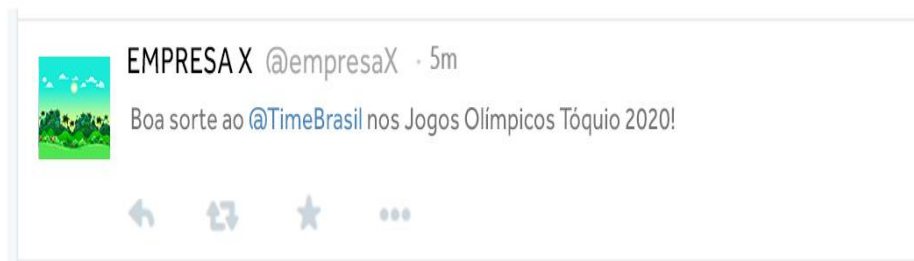 EMPRESA X @empresaX · 5m
Boa sorte ao @TimeBrasil nos Jogos Olímpicos Tóquio 2020!